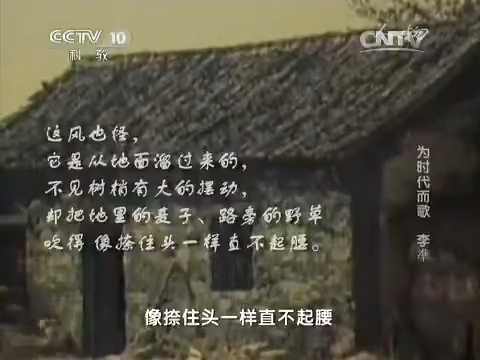 CCTV 10
科教
CNTV
这风也怪，
它是从地面溜过来的，
不见树梢有大的摆动，
却把地里的麦子、路旁的野草
吹得 像捺住头一样直不起腰。
为时代而歌 李准
像捺住头一样直不起腰